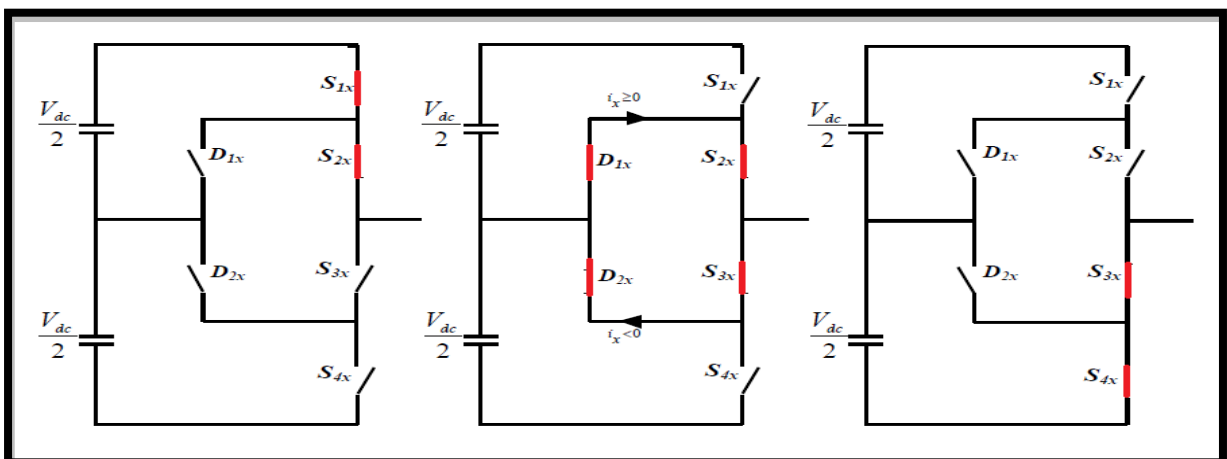 S1x
Vdc
2
S2x
D1x
D2x
S3x
Vdc
2
S4x
S1x
ix≥0
Vdc
2
D1x
S2x
D2x
S3x
ix<0
Vdc
2
S4x
S1x
Vdc
2
D1x
S2x
D2x
S3x
Vdc
2
S4x